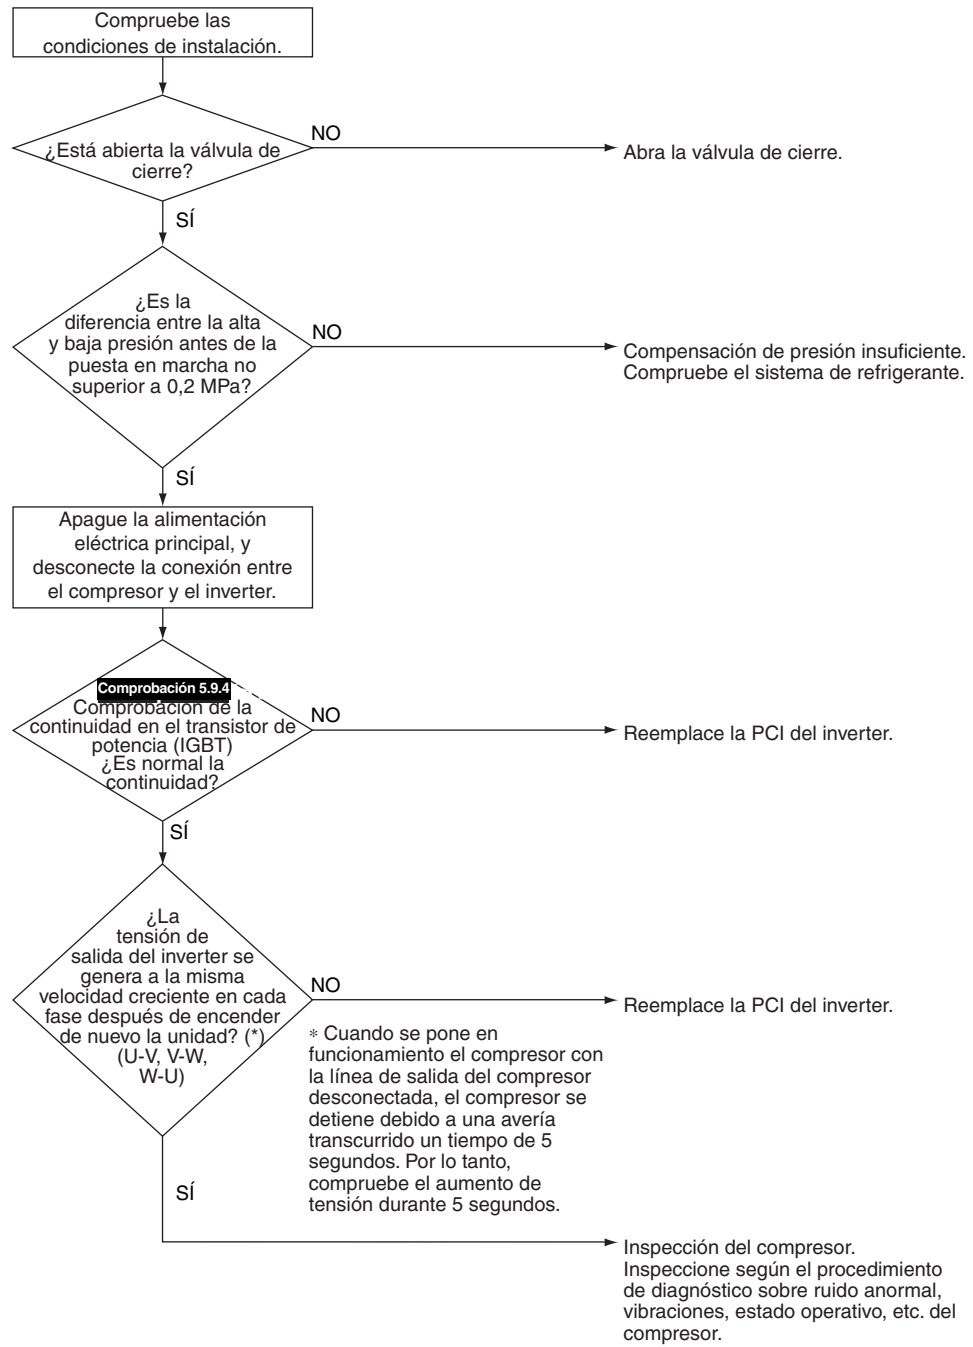 Compruebe las
condiciones de instalación.
¿Está abierta la válvula de
cierre?
NO
Abra la válvula de cierre.
SÍ
¿Es la
diferencia entre la alta
y baja presión antes de la
puesta en marcha no
superior a 0,2 MPa?
NO
Compensación de presión insuficiente.
Compruebe el sistema de refrigerante.
SÍ
Apague la alimentación
eléctrica principal, y
desconecte la conexión entre
el compresor y el inverter.
Comprobación 5.9.4
Comprobación de la
continuidad en el transistor de
potencia (IGBT)
¿Es normal la
continuidad?
NO
Reemplace la PCI del inverter.
SÍ
¿La
tensión de
salida del inverter se
genera a la misma
velocidad creciente en cada
fase después de encender
de nuevo la unidad? (*)
(U-V, V-W,
W-U)
NO
Reemplace la PCI del inverter.
* Cuando se pone en
funcionamiento el compresor con
la línea de salida del compresor
desconectada, el compresor se
detiene debido a una avería
transcurrido un tiempo de 5
segundos. Por lo tanto,
compruebe el aumento de
tensión durante 5 segundos.
SÍ
Inspección del compresor.
Inspeccione según el procedimiento
de diagnóstico sobre ruido anormal,
vibraciones, estado operativo, etc. del
compresor.